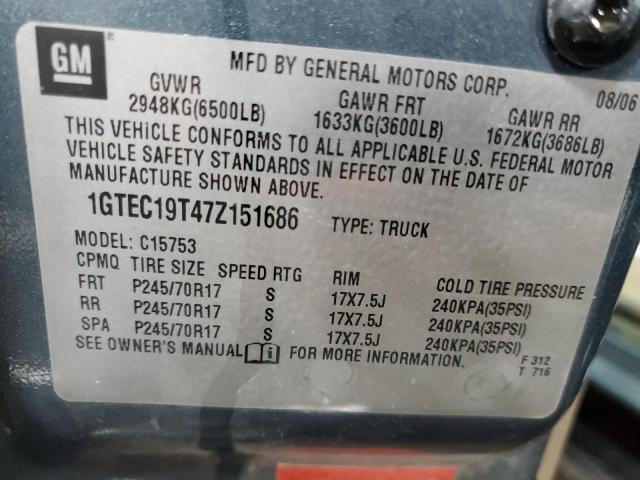 GM
MFD BY GENERAL MOTORS CORP. 08/06
GVWR GAWR FRT GAWR RR
2948KG(6500LB) 1633KG(3600LB) 1672KG(3686LB)
THIS VEHICLE CONFORMS TO ALL APPLICABLE U.S. FEDERAL MOTOR
VEHICLE SAFETY STANDARDS IN EFFECT ON THE DATE OF
MANUFACTURE SHOWN ABOVE.
1GTEC19T47Z151686 TYPE: TRUCK
MODEL: C15753
CPMQ TIRE SIZE SPEED RTG RIM COLD TIRE PRESSURE
FRT P245/70R17 S 17X7.5J 240KPA(35PSI)
RR P245/70R17 S 17X7.5J 240KPA(35PSI)
SPA P245/70R17 S 17X7.5J 240KPA(35PSI)
SEE OWNER'S MANUAL i FOR MORE INFORMATION.
F 312
T 716